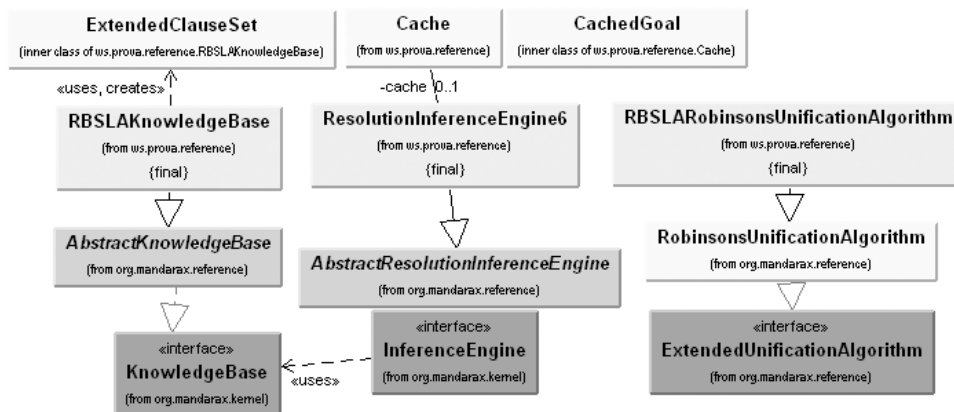 ExtendedClauseSet
(inner class of ws.prova.reference.RBSLAKnowledgeBase)
Cache
(from ws.prova.reference)
CachedGoal
(inner class of ws.prova.reference.Cache)
«uses, creates»
-cache 0..1
RBSLAKnowledgeBase
(from ws.prova.reference)
{final}
ResolutionInferenceEngine6
(from ws.prova.reference)
{final}
RBSLARobinsonsUnificationAlgorithm
(from ws.prova.reference)
{final}
AbstractKnowledgeBase
(from org.mandarax.reference)
AbstractResolutionInferenceEngine
(from org.mandarax.reference)
RobinsonsUnificationAlgorithm
(from org.mandarax.reference)
«interface»
KnowledgeBase
(from org.mandarax.kernel)
«uses»
«interface»
InferenceEngine
(from org.mandarax.kernel)
«interface»
ExtendedUnificationAlgorithm
(from org.mandarax.reference)